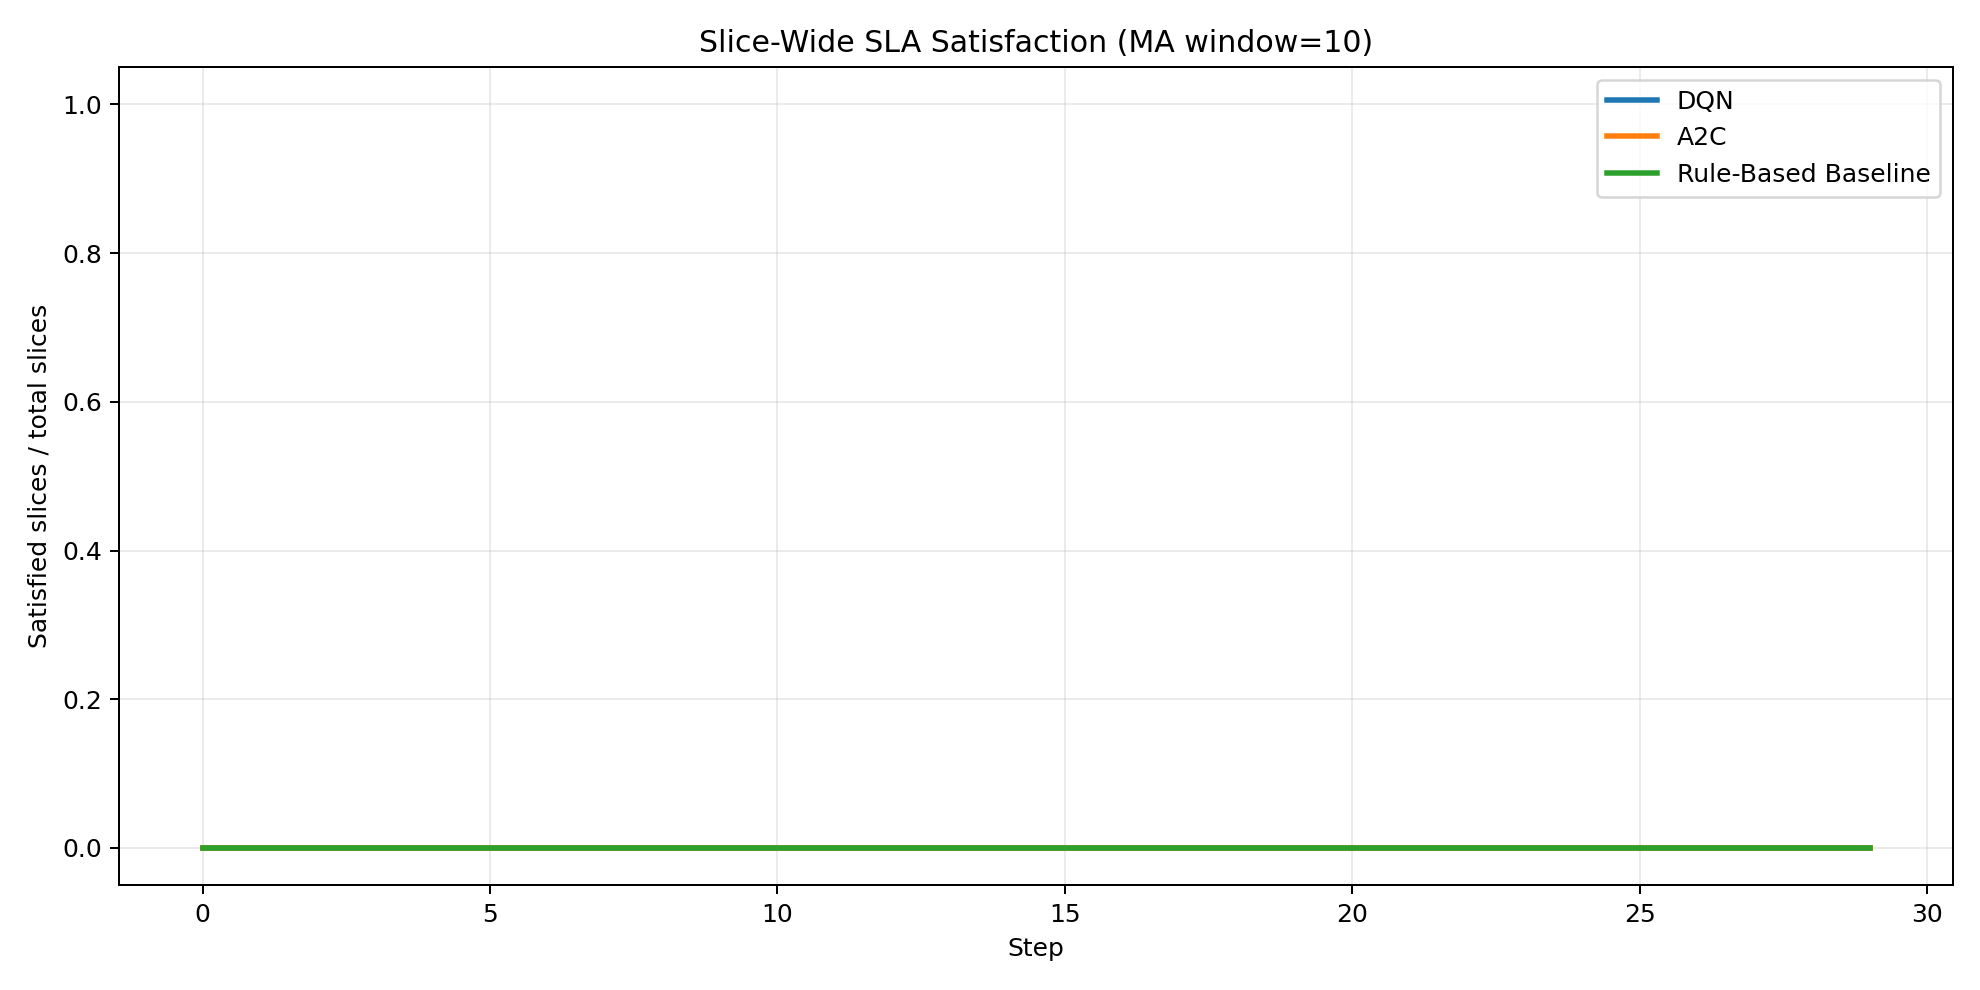 Slice-Wide SLA Satisfaction (MA window=10)
DQN
A2C
Rule-Based Baseline
Satisfied slices / total slices
1.0
0.8
0.6
0.4
0.2
0.0
0 5 10 15 20 25 30
Step